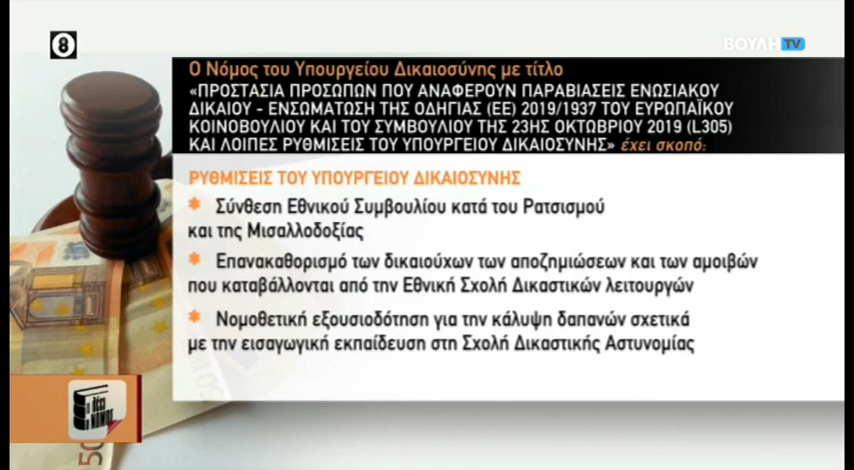 8
ΒΟΥΛΗ TV
Ο Νόμος του Υπουργείου Δικαιοσύνης με τίτλο
«ΠΡΟΣΤΑΣΙΑ ΠΡΟΣΩΠΩΝ ΠΟΥ ΑΝΑΦΕΡΟΥΝ ΠΑΡΑΒΙΑΣΕΙΣ ΕΝΩΣΙΑΚΟΥ
ΔΙΚΑΙΟΥ - ΕΝΣΩΜΑΤΩΣΗ ΤΗΣ ΟΔΗΓΙΑΣ (ΕΕ) 2019/1937 ΤΟΥ ΕΥΡΩΠΑΪΚΟΥ
ΚΟΙΝΟΒΟΥΛΙΟΥ ΚΑΙ ΤΟΥ ΣΥΜΒΟΥΛΙΟΥ ΤΗΣ 23ΗΣ ΟΚΤΩΒΡΙΟΥ 2019 (L305)
ΚΑΙ ΛΟΙΠΕΣ ΡΥΘΜΙΣΕΙΣ ΤΟΥ ΥΠΟΥΡΓΕΙΟΥ ΔΙΚΑΙΟΣΥΝΗΣ» έχει σκοπό:
ΡΥΘΜΙΣΕΙΣ ΤΟΥ ΥΠΟΥΡΓΕΙΟΥ ΔΙΚΑΙΟΣΥΝΗΣ
* Σύνθεση Εθνικού Συμβουλίου κατά του Ρατσισμού
και της Μισαλλοδοξίας
* Επανακαθορισμό των δικαιούχων των αποζημιώσεων και των αμοιβών
που καταβάλλονται από την Εθνική Σχολή Δικαστικών λειτουργών
* Νομοθετική εξουσιοδότηση για την κάλυψη δαπανών σχετικά
με την εισαγωγική εκπαίδευση στη Σχολή Δικαστικής Αστυνομίας
τι λέει
ο ΝΟΜΟΣ
50